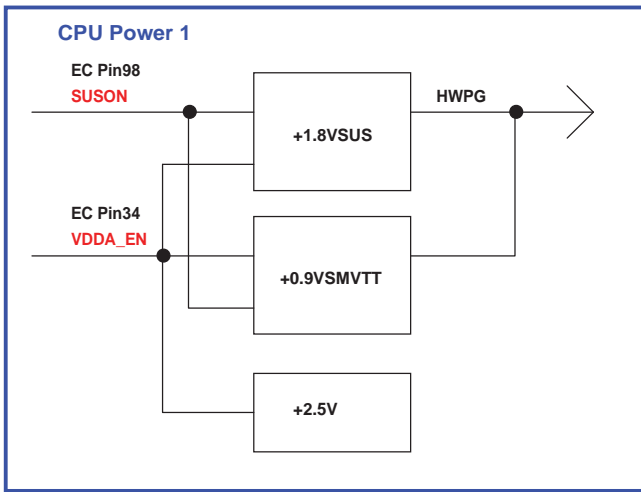 CPU Power 1
EC Pin98
SUSON
HWPG
+1.8VSUS
EC Pin34
VDDA_EN
+0.9VSMVTT
+2.5V